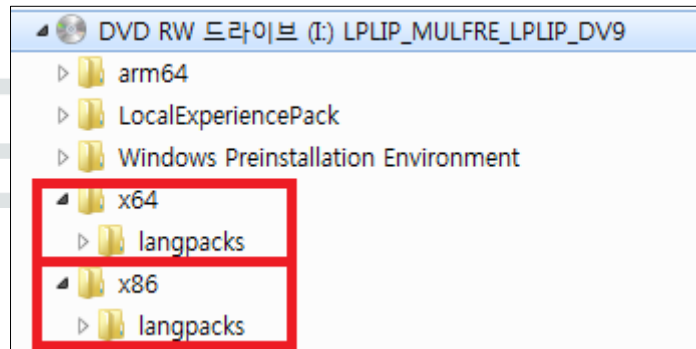 DVD RW 드라이브 (I:) LPLIP_MULFRE_LPLIP_DV9
arm64
LocalExperiencePack
Windows Preinstallation Environment
x64
langpacks
x86
langpacks